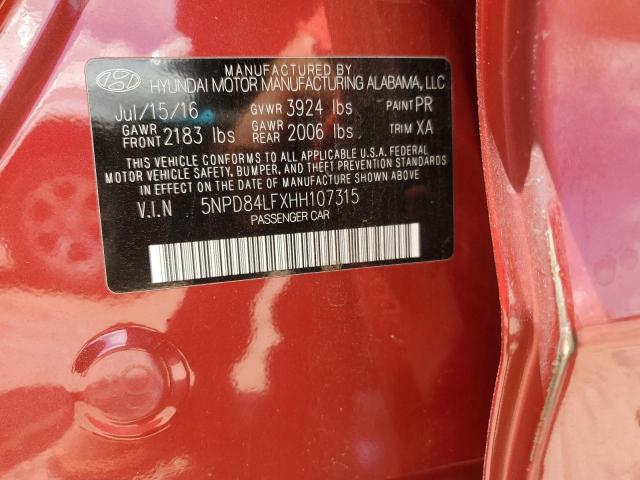 MANUFACTURED BY
HYUNDAI MOTOR MANUFACTURING ALABAMA, LLC
Jul/15/16 GVWR 3924 lbs PAINT PR
GAWR FRONT 2183 lbs GAWR REAR 2006 lbs TRIM XA
THIS VEHICLE CONFORMS TO ALL APPLICABLE U.S.A. FEDERAL
MOTOR VEHICLE SAFETY, BUMPER, AND THEFT PREVENTION STANDARDS
IN EFFECT ON THE DATE OF MANUFACTURE SHOWN ABOVE.
V.I.N 5NPD84LFXHH107315
PASSENGER CAR